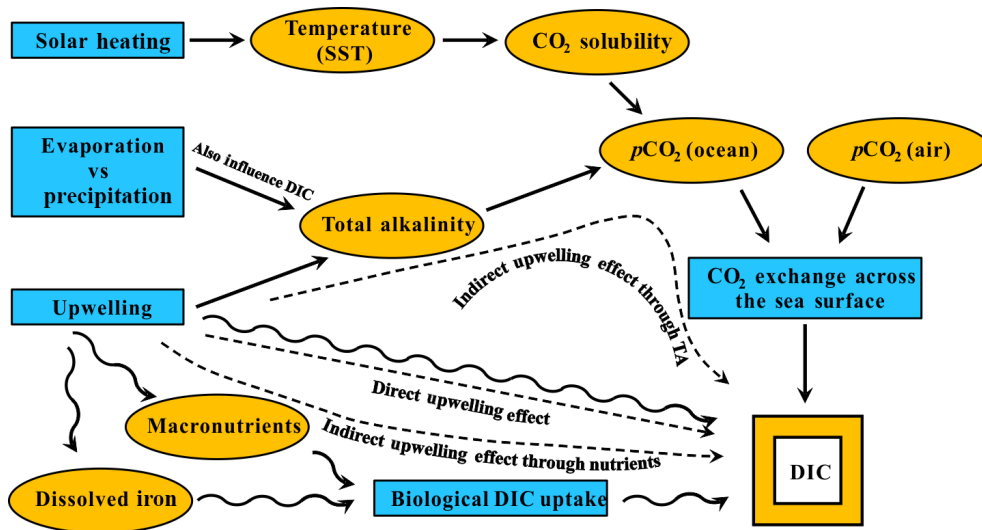 Solar heating
Temperature
(SST)
CO₂ solubility
Evaporation
vs
precipitation
Also influence DIC
pCO₂ (ocean)
pCO₂ (air)
Total alkalinity
Indirect upwelling effect through TA
CO₂ exchange across
the sea surface
Upwelling
Direct upwelling effect
Macronutrients
Indirect upwelling effect through nutrients
DIC
Dissolved iron
Biological DIC uptake